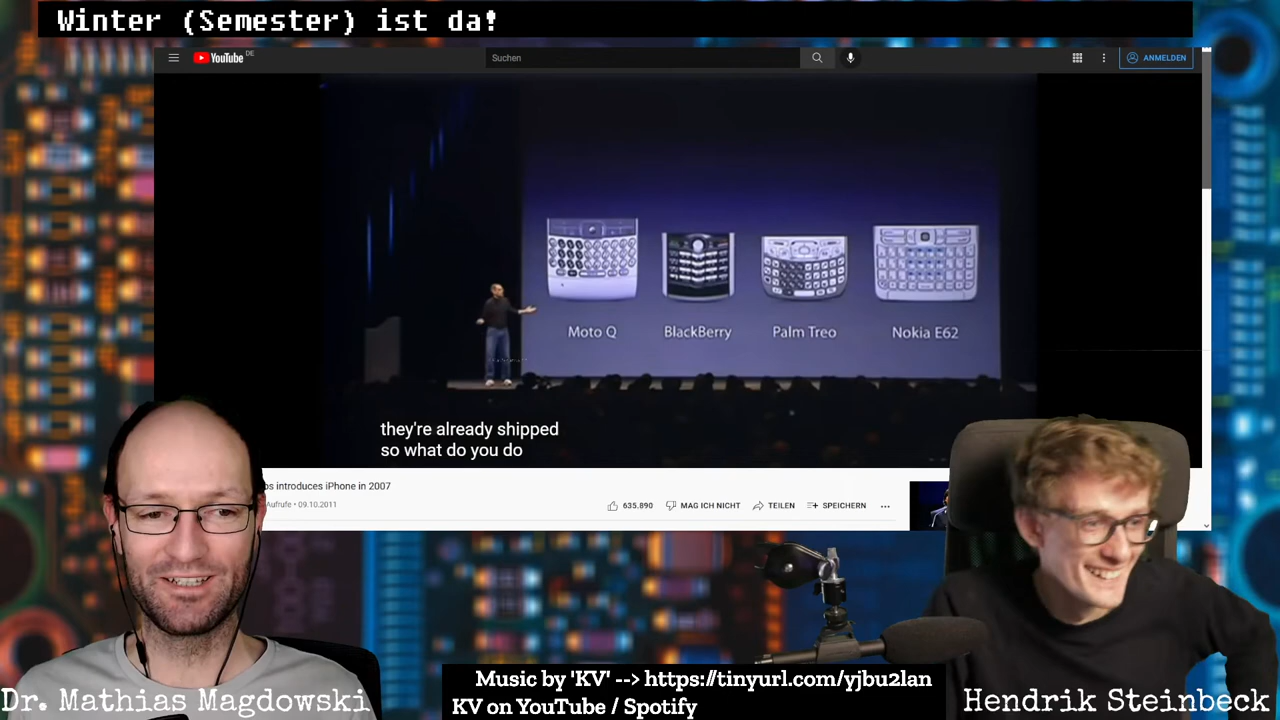 Winter (Semester) ist da!
YouTube DE
Suchen
ANMELDEN
Moto Q
BlackBerry
Palm Treo
Nokia E62
they're already shipped
so what do you do
bs introduces iPhone in 2007
Aufrufe • 09.10.2011
635.890
MAG ICH NICHT
TEILEN
SPEICHERN
Music by 'KV' --> https://tinyurl.com/yjbu2lan
KV on YouTube / Spotify
Dr. Mathias Magdowski
Hendrik Steinbeck